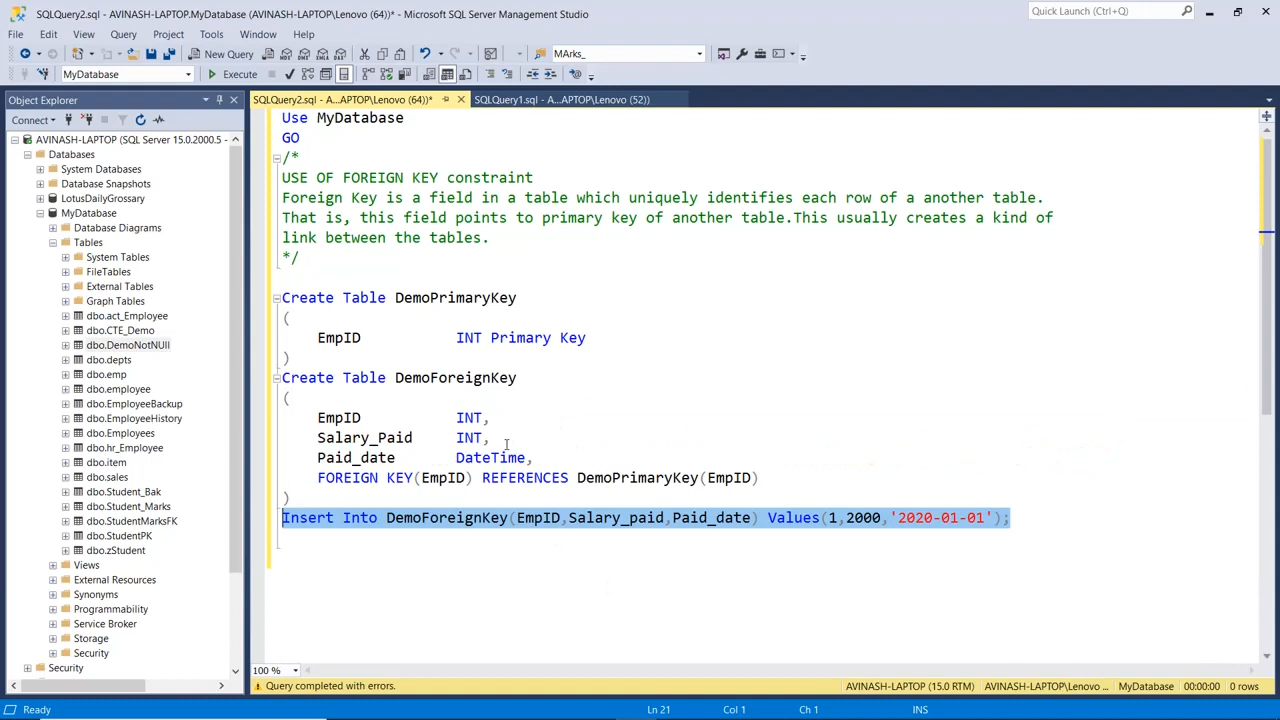 SQLQuery2.sql - AVINASH-LAPTOP.MyDatabase (AVINASH-LAPTOP\Lenovo (64))* - Microsoft SQL Server Management Studio
Quick Launch (Ctrl+Q)
File Edit View Query Project Tools Window Help
New Query MDX DMX XMLA DAX MArks_
MyDatabase Execute
Object Explorer
SQLQuery2.sql - A...APTOP\Lenovo (64))* SQLQuery1.sql - A...APTOP\Lenovo (52))
Connect
AVINASH-LAPTOP (SQL Server 15.0.2000.5 -
Databases
System Databases
Database Snapshots
LotusDailyGrossary
MyDatabase
Database Diagrams
Tables
System Tables
FileTables
External Tables
Graph Tables
dbo.act_Employee
dbo.CTE_Demo
dbo.DemoNotNUll
dbo.depts
dbo.emp
dbo.employee
dbo.EmployeeBackup
dbo.EmployeeHistory
dbo.Employees
dbo.hr_Employee
dbo.item
dbo.sales
dbo.Student_Bak
dbo.Student_Marks
dbo.StudentMarksFK
dbo.StudentPK
dbo.zStudent
Views
External Resources
Synonyms
Programmability
Service Broker
Storage
Security
Security
Use MyDatabase
GO
/*
USE OF FOREIGN KEY constraint
Foreign Key is a field in a table which uniquely identifies each row of a another table.
That is, this field points to primary key of another table.This usually creates a kind of
link between the tables.
*/
Create Table DemoPrimaryKey
(
EmpID INT Primary Key
)
Create Table DemoForeignKey
(
EmpID INT,
Salary_Paid INT,
Paid_date DateTime,
FOREIGN KEY(EmpID) REFERENCES DemoPrimaryKey(EmpID)
)
Insert Into DemoForeignKey(EmpID,Salary_paid,Paid_date) Values(1,2000,'2020-01-01');
100 %
Query completed with errors. AVINASH-LAPTOP (15.0 RTM) AVINASH-LAPTOP\Lenovo ... MyDatabase 00:00:00 0 rows
Ready Ln 21 Col 1 Ch 1 INS